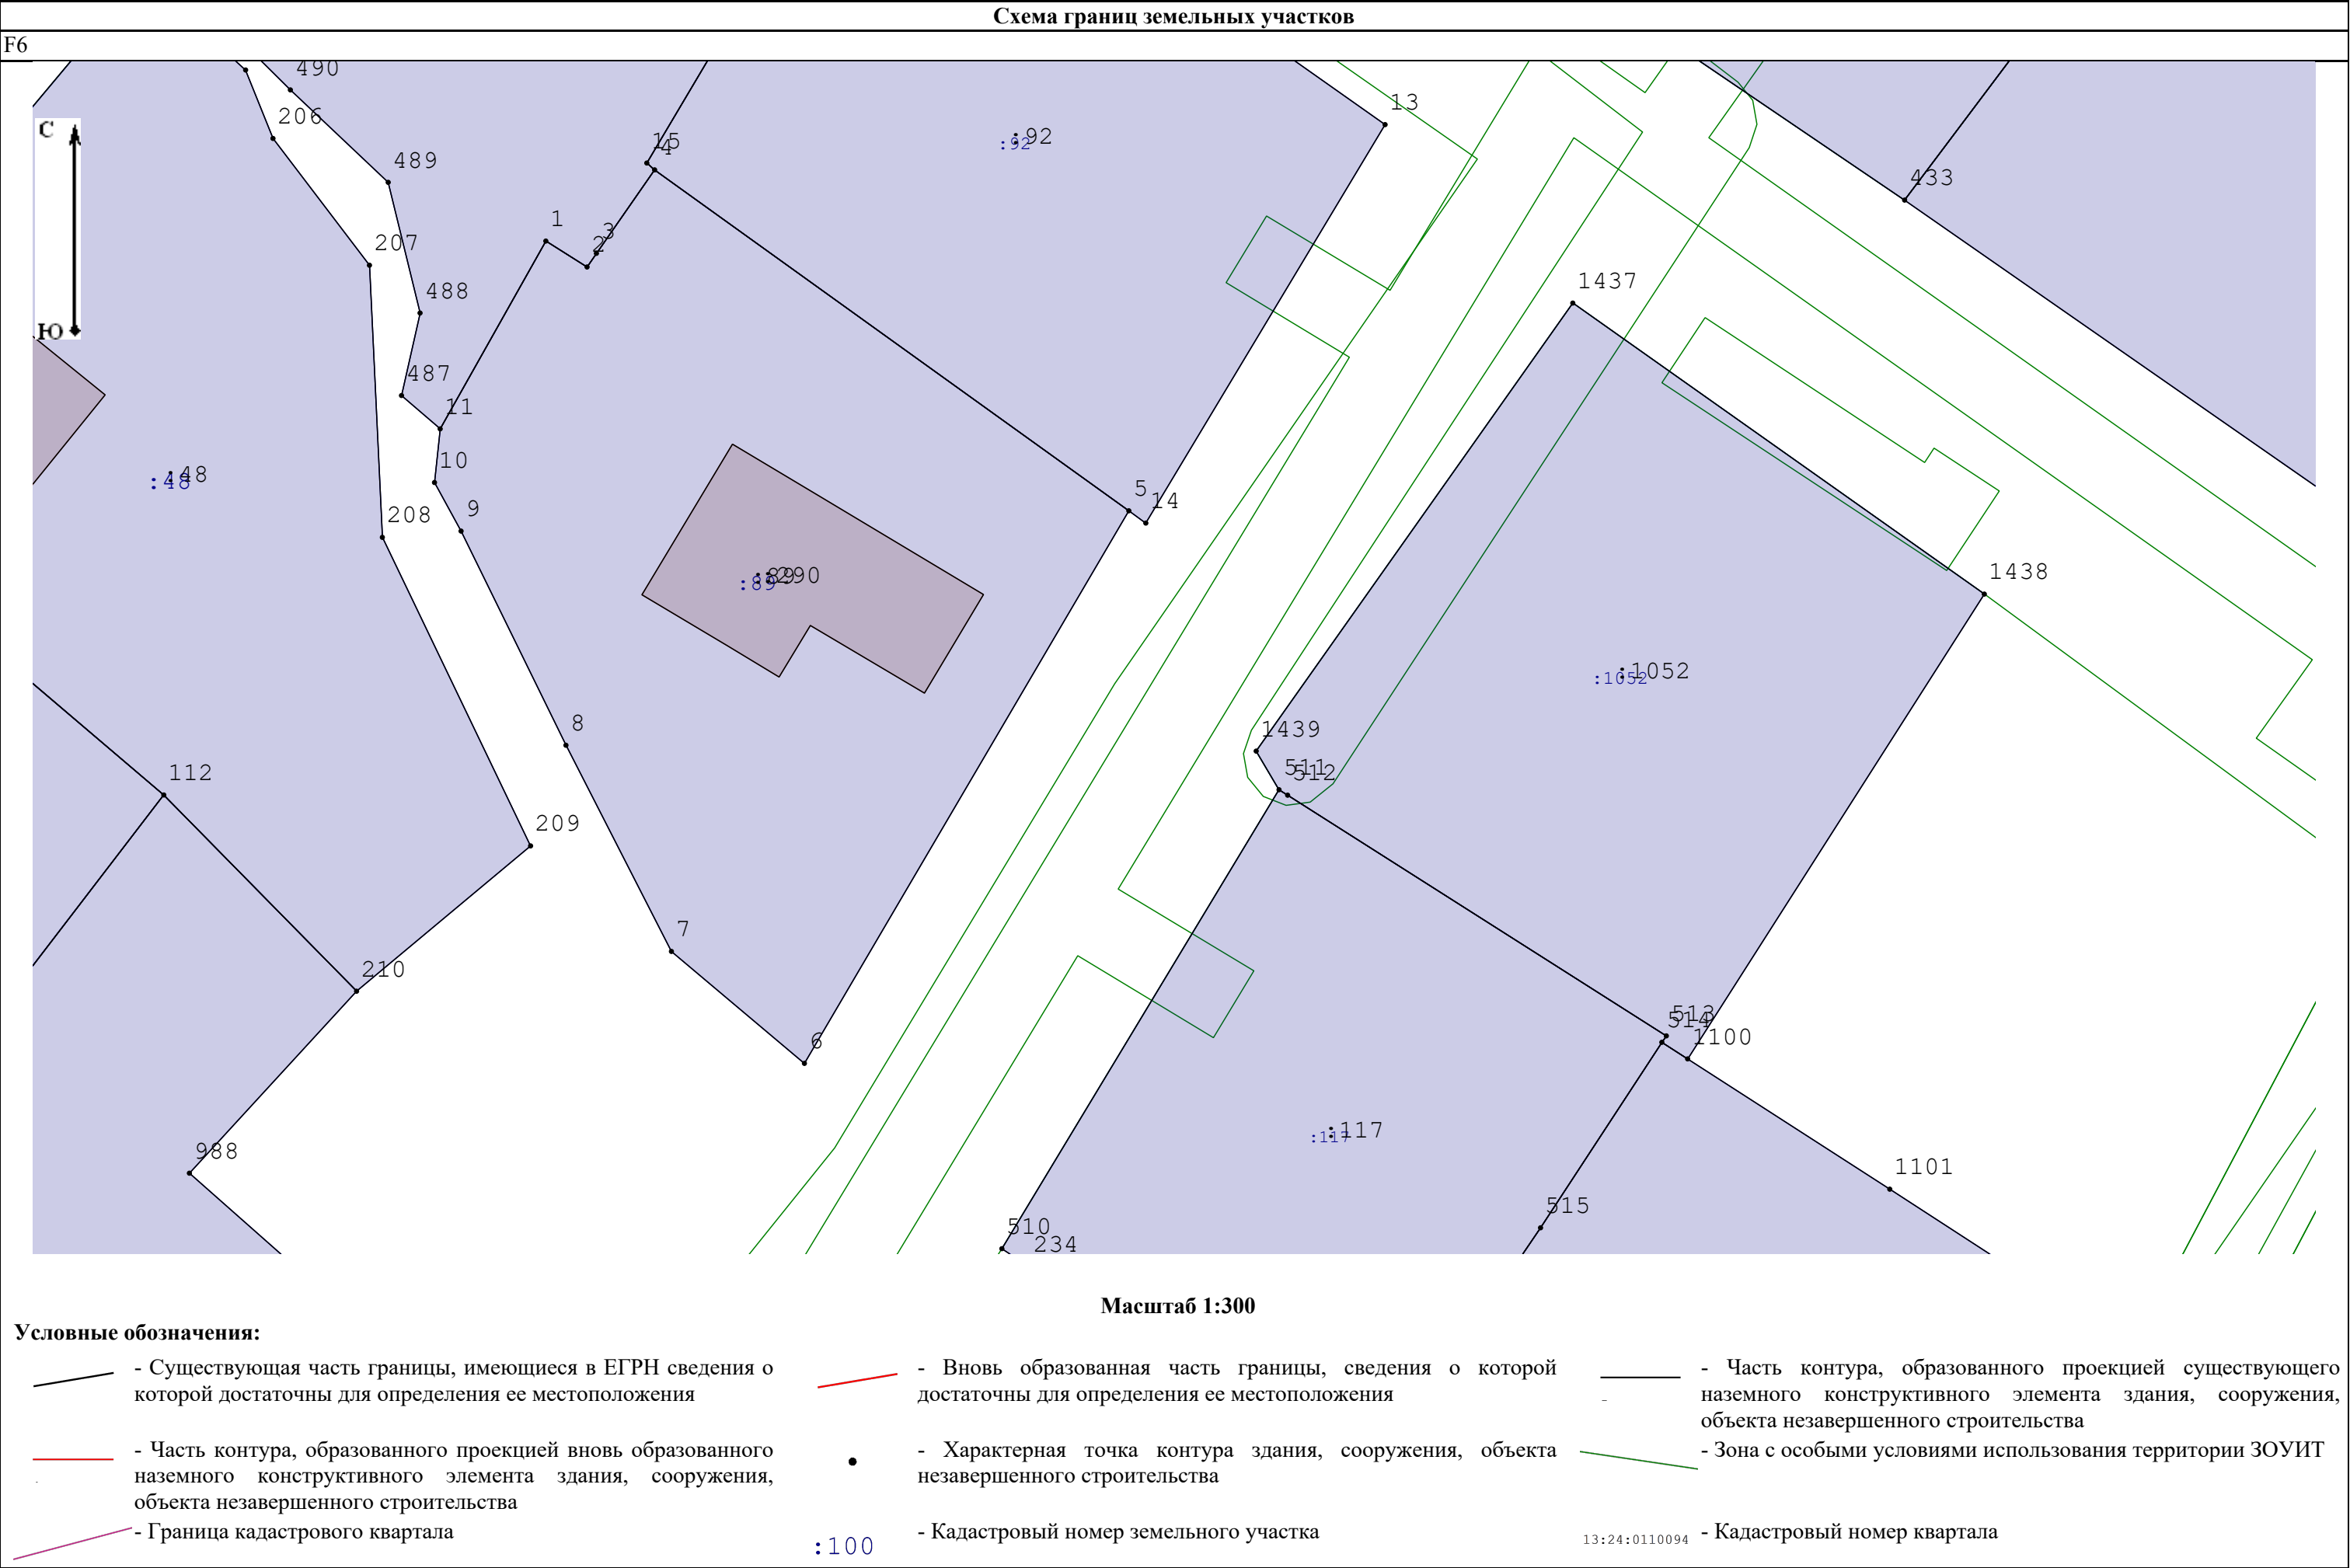 Схема границ земельных участков
F6
490
13
206
С
15
4
:92
:92
489
433
1
3
2
207
1437
488
Ю
487
11
10
:48
:48
5
14
9
208
1438
:89
:1052
:1052
8
1439
511
512
112
209
7
210
513
514
1100
6
:117
:117
988
1101
515
510
234
Масштаб 1:300
Условные обозначения:
- Существующая часть границы, имеющиеся в ЕГРН сведения о
которой достаточны для определения ее местоположения
- Вновь образованная часть границы, сведения о которой
достаточны для определения ее местоположения
- Часть контура, образованного проекцией существующего
наземного конструктивного элемента здания, сооружения,
объекта незавершенного строительства
- Часть контура, образованного проекцией вновь образованного
наземного конструктивного элемента здания, сооружения,
объекта незавершенного строительства
- Характерная точка контура здания, сооружения, объекта
незавершенного строительства
- Зона с особыми условиями использования территории ЗОУИТ
- Граница кадастрового квартала
:100
- Кадастровый номер земельного участка
13:24:0110094
- Кадастровый номер квартала